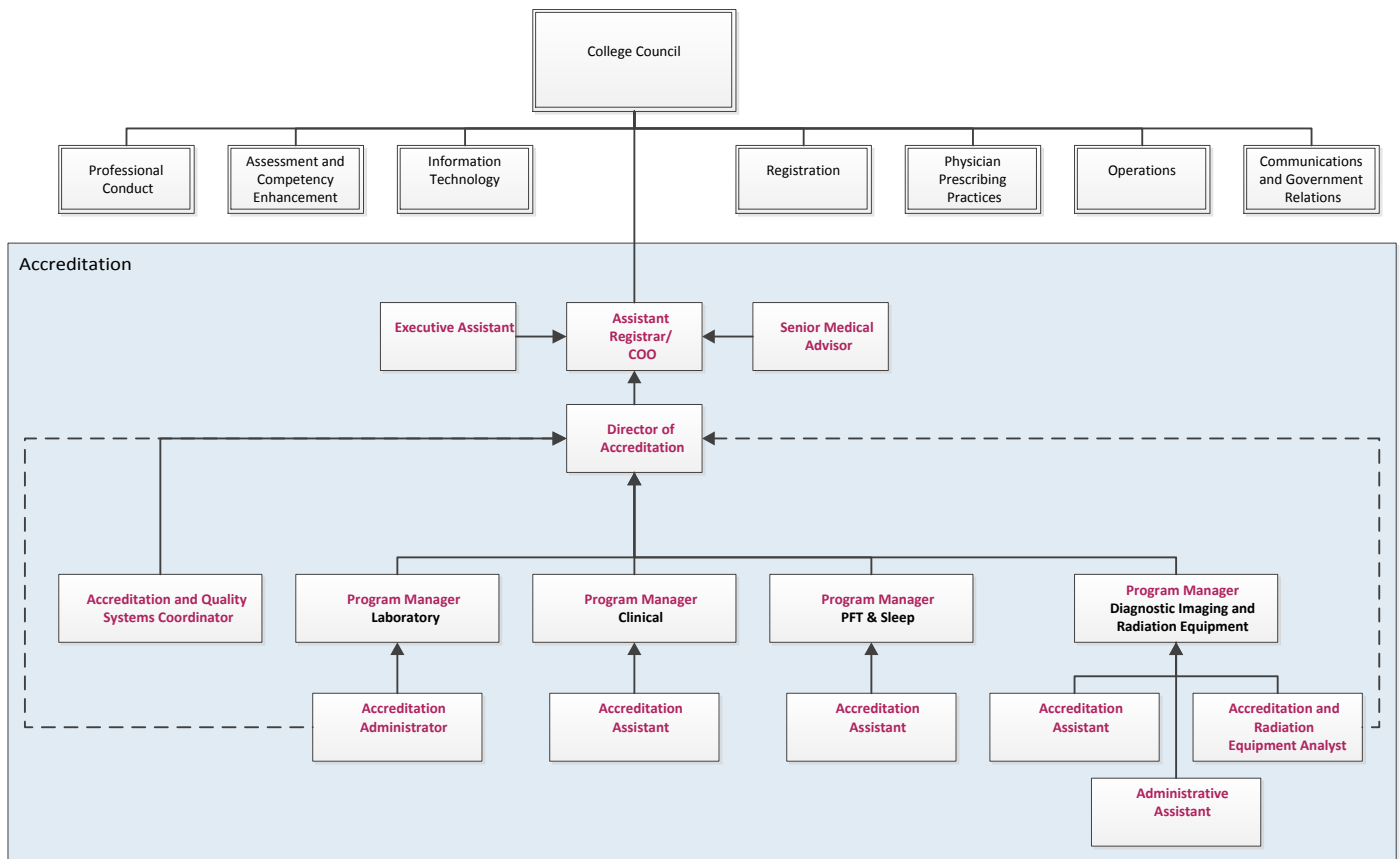 College Council
Professional
Conduct
Assessment and
Competency
Enhancement
Information
Technology
Registration
Physician
Prescribing
Practices
Operations
Communications
and Government
Relations
Accreditation
Executive Assistant
Assistant
Registrar/
COO
Senior Medical
Advisor
Director of
Accreditation
Accreditation and Quality
Systems Coordinator
Program Manager
Laboratory
Program Manager
Clinical
Program Manager
PFT & Sleep
Program Manager
Diagnostic Imaging and
Radiation Equipment
Accreditation
Administrator
Accreditation
Assistant
Accreditation
Assistant
Accreditation
Assistant
Accreditation and
Radiation
Equipment Analyst
Administrative
Assistant